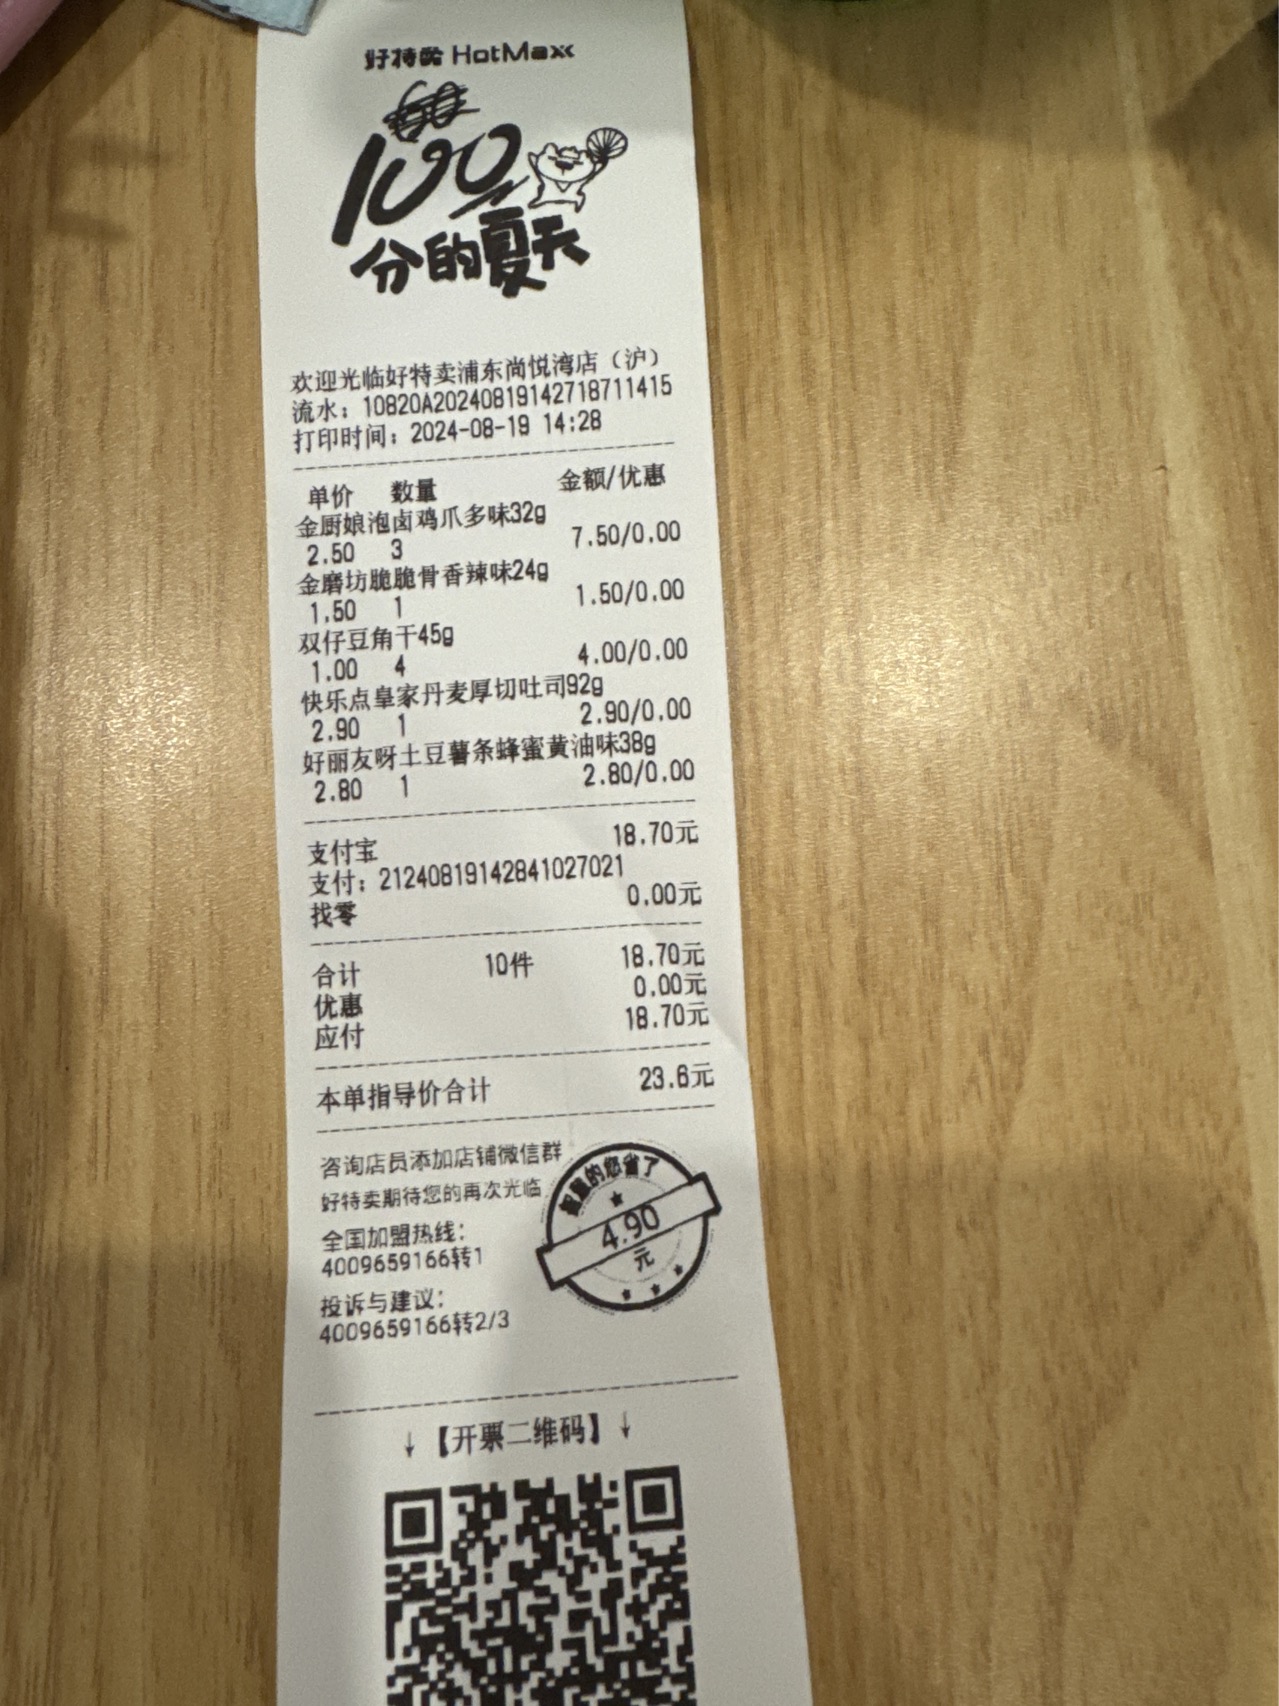 好特卖 HotMaxx
60
100
分的夏天
欢迎光临好特卖浦东尚悦湾店（沪）
流水：10820A20240819142718711415
打印时间：2024-08-19 14:28
单价 数量 金额/优惠
金厨娘泡卤鸡爪多味32g
2.50 3 7.50/0.00
金磨坊脆脆骨香辣味24g
1.50 1 1.50/0.00
双仔豆角干45g
1.00 4 4.00/0.00
快乐点皇家丹麦厚切吐司92g
2.90 1 2.90/0.00
好丽友呀土豆薯条蜂蜜黄油味38g
2.80 1 2.80/0.00
支付宝 18.70元
支付：21240819142841027021
找零 0.00元
合计 10件 18.70元
优惠 0.00元
应付 18.70元
本单指导价合计 23.6元
咨询店员添加店铺微信群
好特卖期待您的再次光临
全国加盟热线：
4009659166转1
投诉与建议：
4009659166转2/3
的您省了
4.90
元
↓【开票二维码】↓